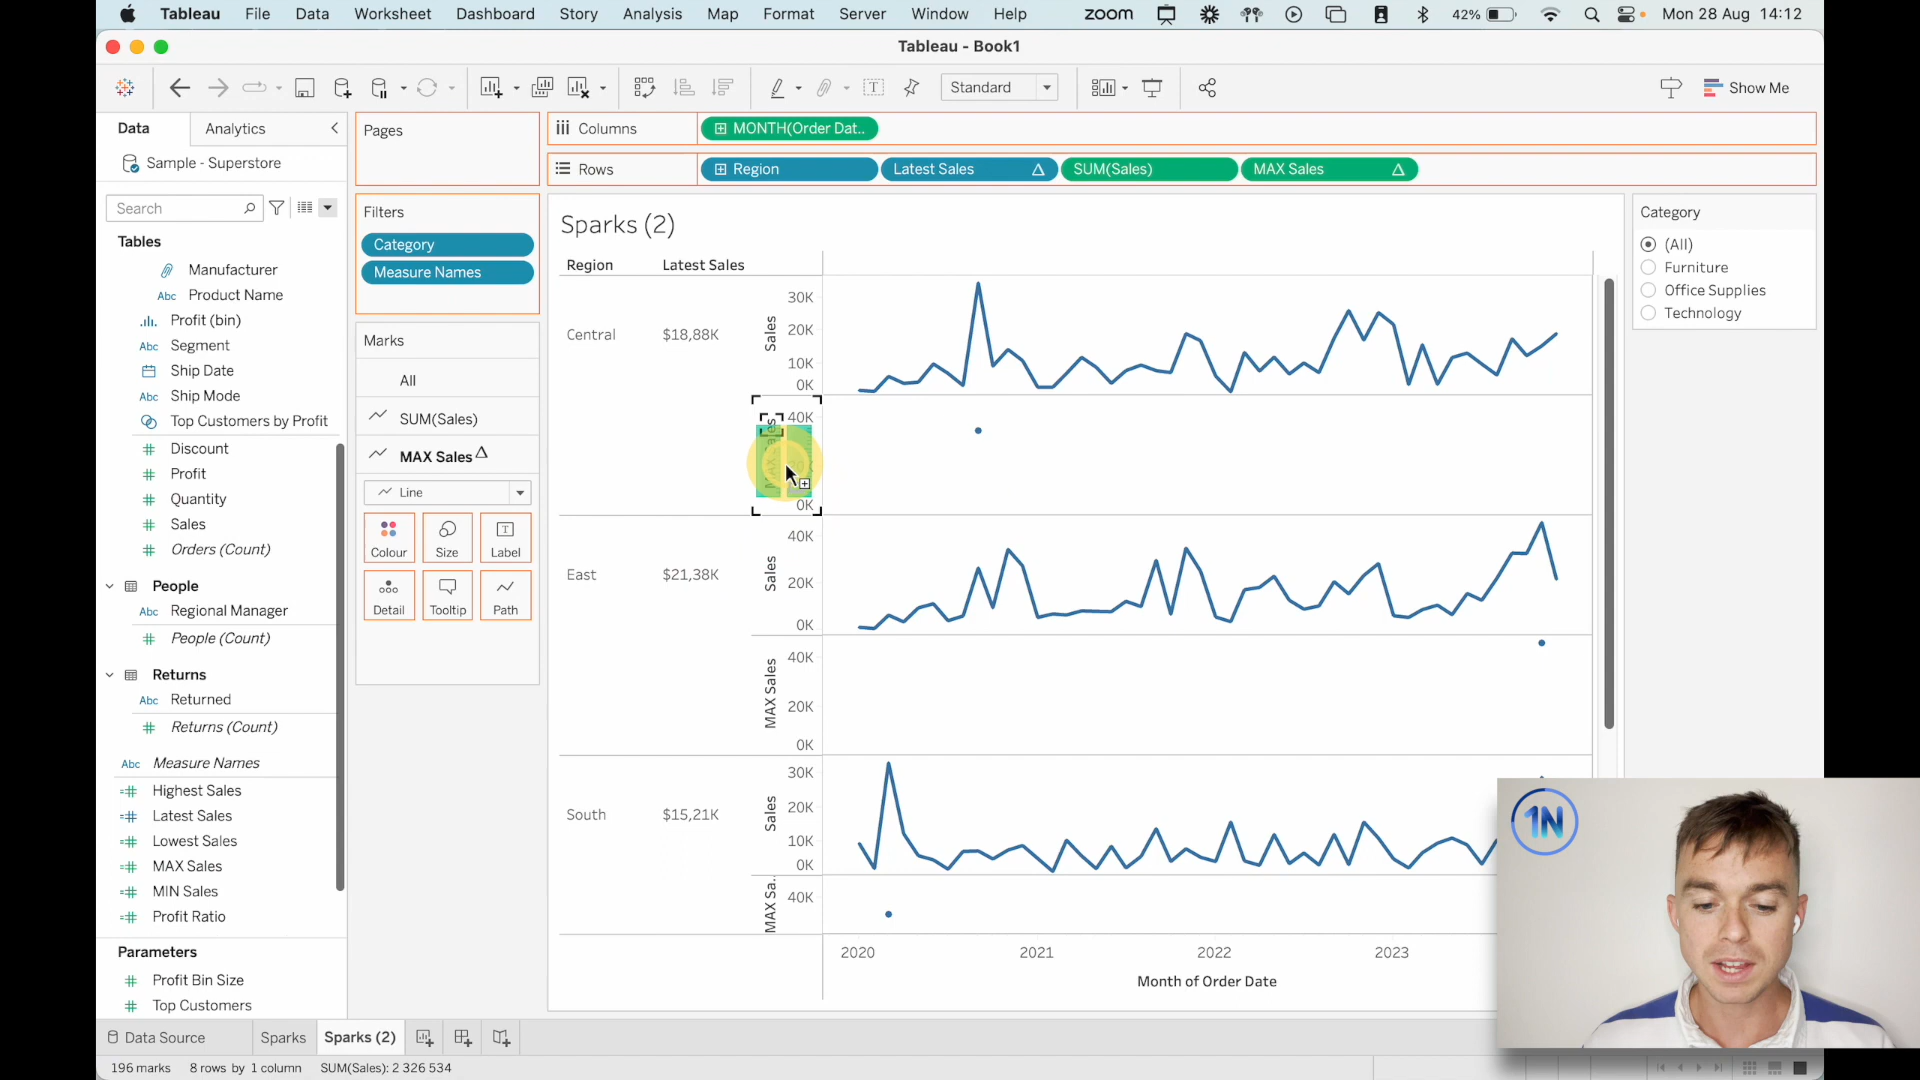 Tableau File Data Worksheet Dashboard Story Analysis Map Format Server Window Help zoom 42% Mon 28 Aug 14:12
Tableau - Book1
Standard Show Me
Data Analytics
Sample - Superstore
Search
Tables
Manufacturer
Abc Product Name
Profit (bin)
Abc Segment
Ship Date
Abc Ship Mode
Top Customers by Profit
Discount
Profit
Quantity
Sales
Orders (Count)
People
Abc Regional Manager
People (Count)
Returns
Abc Returned
Returns (Count)
Abc Measure Names
Highest Sales
Latest Sales
Lowest Sales
MAX Sales
MIN Sales
Profit Ratio
Parameters
Profit Bin Size
Top Customers
Pages
Filters
Category
Measure Names
Marks
All
SUM(Sales)
MAX Sales
Line
Colour Size Label
Detail Tooltip Path
Columns MONTH(Order Dat..
Rows Region Latest Sales SUM(Sales) MAX Sales
Sparks (2)
Region Latest Sales
Central $18,88K
Sales
30K
20K
10K
0K
40K
0K
East $21,38K
Sales
40K
20K
0K
MAX Sales
40K
20K
0K
South $15,21K
Sales
30K
20K
10K
0K
MAX Sa..
40K
2020 2021 2022 2023
Month of Order Date
Category
(All)
Furniture
Office Supplies
Technology
1N
Data Source Sparks Sparks (2)
196 marks 8 rows by 1 column SUM(Sales): 2 326 534